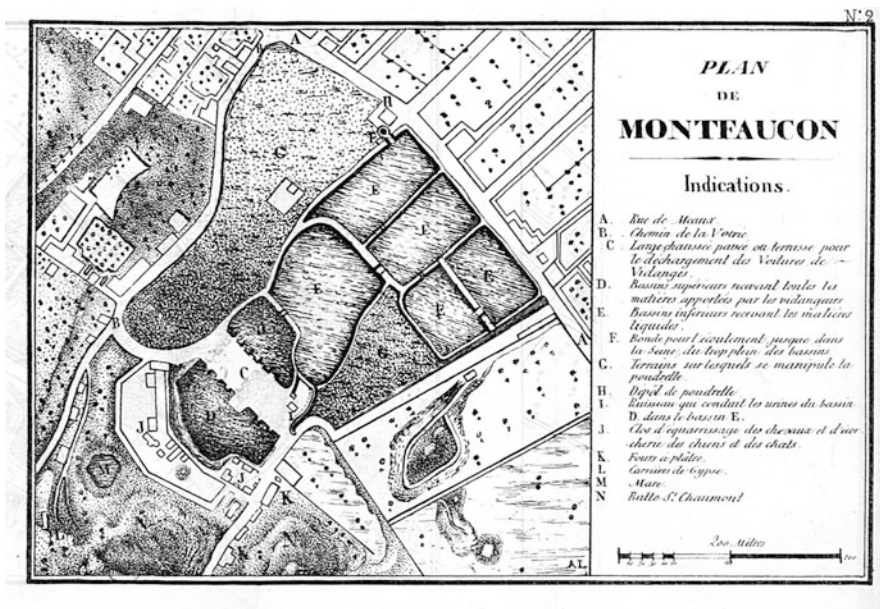 N.º 2
PLAN
DE
MONTFAUCON
Indications.
A. Rue de Meaux.
B. Chemin de la Voirie
C. Large chaussée pavée ou terrasse pour
le déchargement des Voitures de
Vidanges.
D. Bassins supérieurs recevant toutes les
matières apportées par les vidangeurs
E. Bassins inférieurs recevant les matières
liquides.
F. Bonde pour l'écoulement jusque dans
la Seine, du trop plein des bassins.
G. Terrains sur lesquels se manipule la
poudrette.
H. Dépôt de poudrette
I. Ruisseau qui conduit les urines du bassin
D. dans le bassin E.
J. Clos d'équarrissage des chevaux et d'écor
cherie des chiens et des chats.
K. Fours à plâtre.
L. Carrières de Gypse.
M. Mare.
N. Butte S.t Chaumont
200 Mètres
200
A
B
H
F
G
E
E
E
E
G
G
B
C
D
J
M
S
K
K
N
N
A
AL